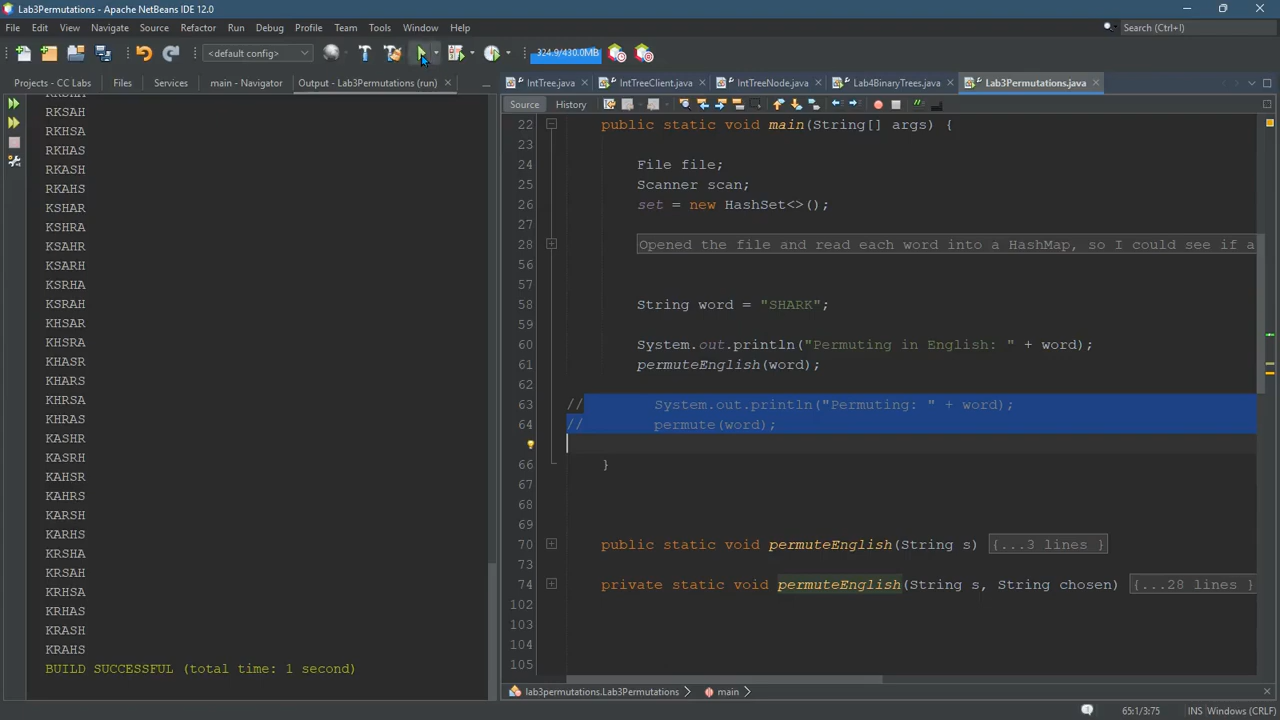 Lab3Permutations - Apache NetBeans IDE 12.0
File Edit View Navigate Source Refactor Run Debug Profile Team Tools Window Help
Search (Ctrl+I)
<default config>
324.9/430.0MB
Projects - CC Labs Files Services main - Navigator Output - Lab3Permutations (run)
IntTree.java IntTreeClient.java IntTreeNode.java Lab4BinaryTrees.java Lab3Permutations.java
Source History
RKSAH
RKHSA
RKHAS
RKASH
RKAHS
KSHAR
KSHRA
KSAHR
KSARH
KSRHA
KSRAH
KHSAR
KHSRA
KHASR
KHARS
KHRSA
KHRAS
KASHR
KASRH
KAHSR
KAHRS
KARSH
KARHS
KRSHA
KRSAH
KRHSA
KRHAS
KRASH
KRAHS
BUILD SUCCESSFUL (total time: 1 second)
22 public static void main(String[] args) {
23
24 File file;
25 Scanner scan;
26 set = new HashSet<>();
27
28 Opened the file and read each word into a HashMap, so I could see if a
56
57
58 String word = "SHARK";
59
60 System.out.println("Permuting in English: " + word);
61 permuteEnglish(word);
62
63 // System.out.println("Permuting: " + word);
64 // permute(word);
66 }
67
68
69
70 public static void permuteEnglish(String s) {...3 lines }
73
74 private static void permuteEnglish(String s, String chosen) {...28 lines }
102
103
104
105
lab3permutations.Lab3Permutations main
65:1/3:75 INS Windows (CRLF)